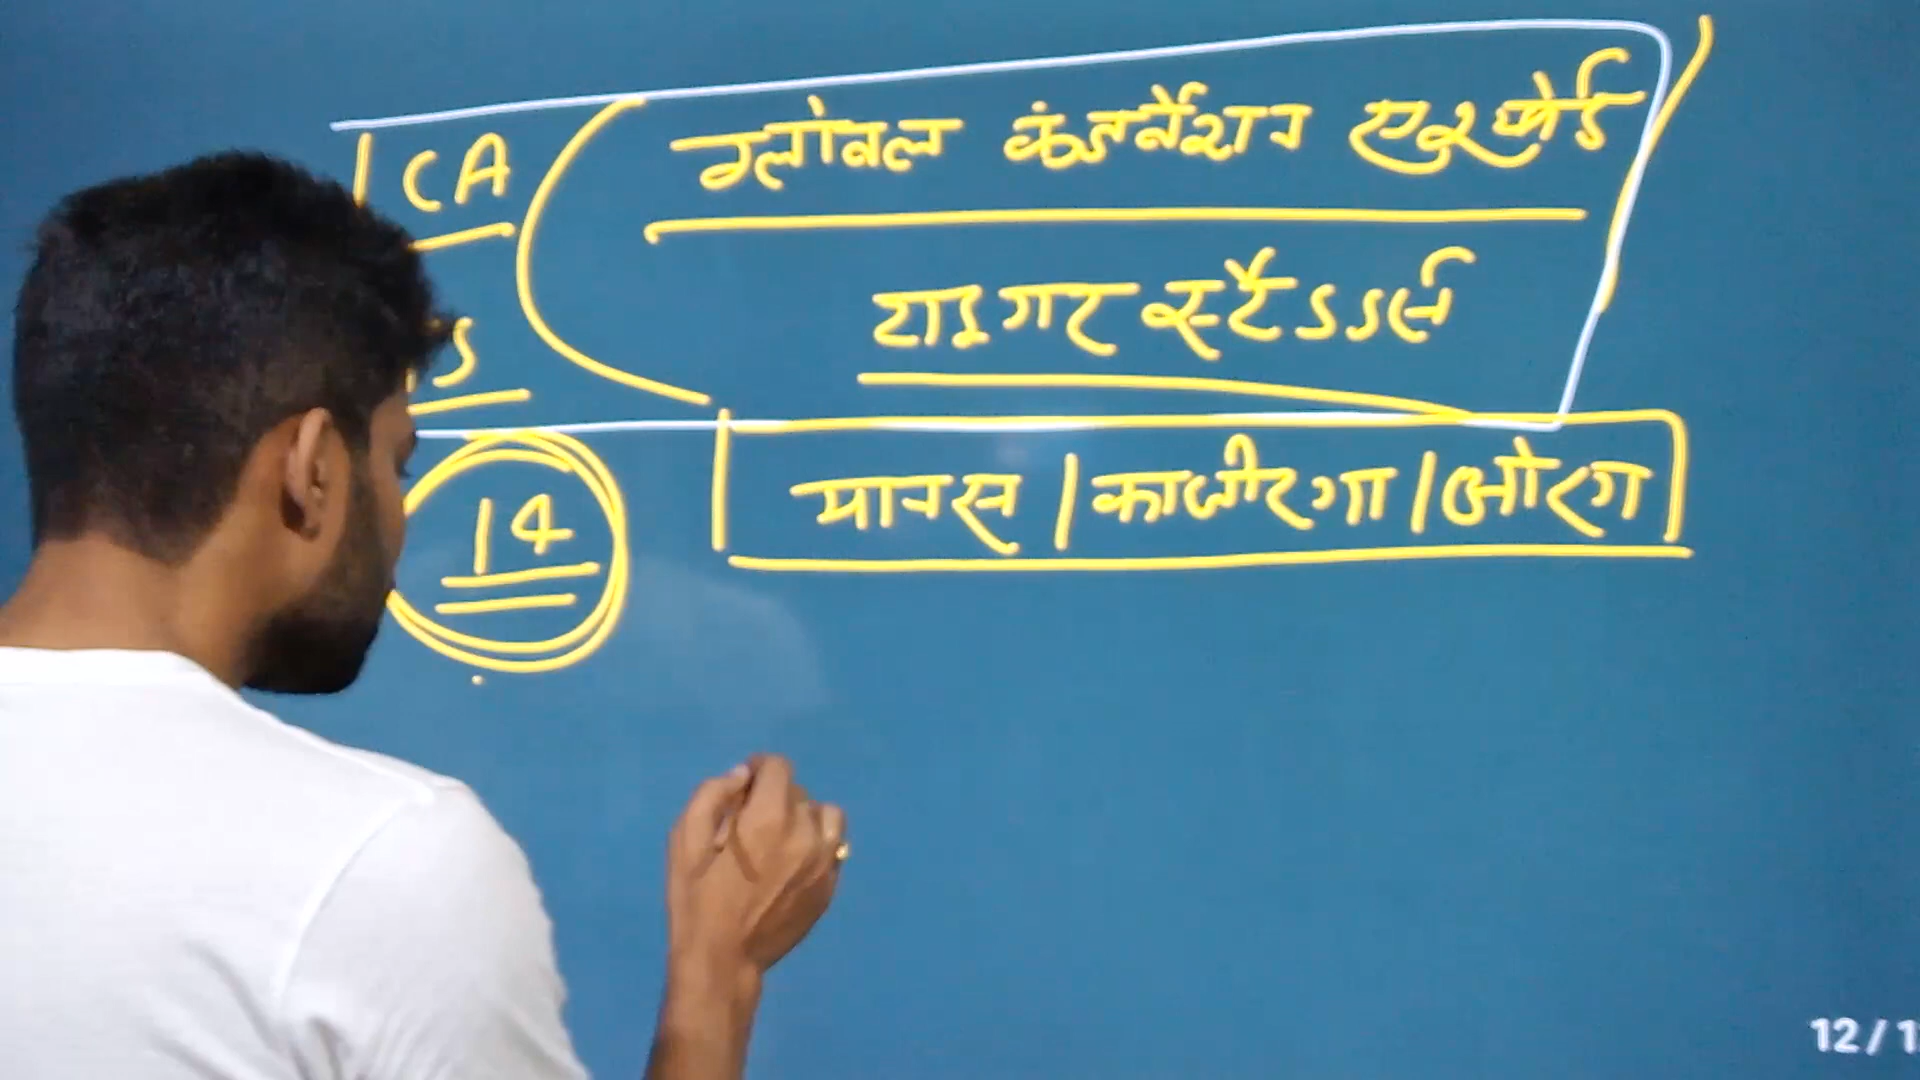 CA
ग्लोबल कंजर्वेशन एश्योर्ड
टाइगर स्टैंडर्ड्स
14
मानस / काजीरंगा / ओरंग
12/1